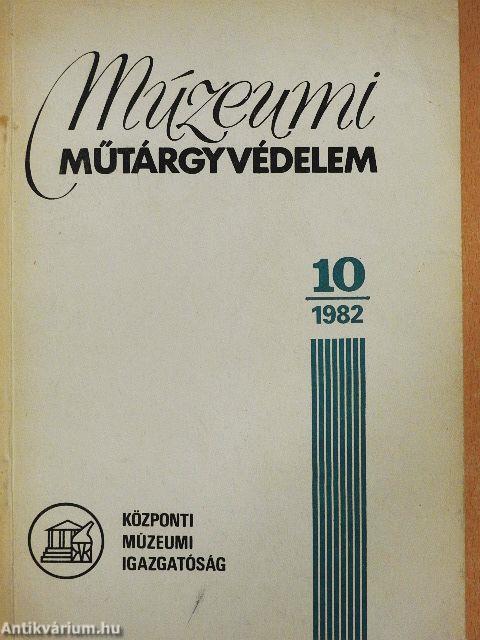 Múzeumi
MŰTÁRGYVÉDELEM
10
1982
KÖZPONTI
MÚZEUMI
IGAZGATÓSÁG
Antikvárium.hu